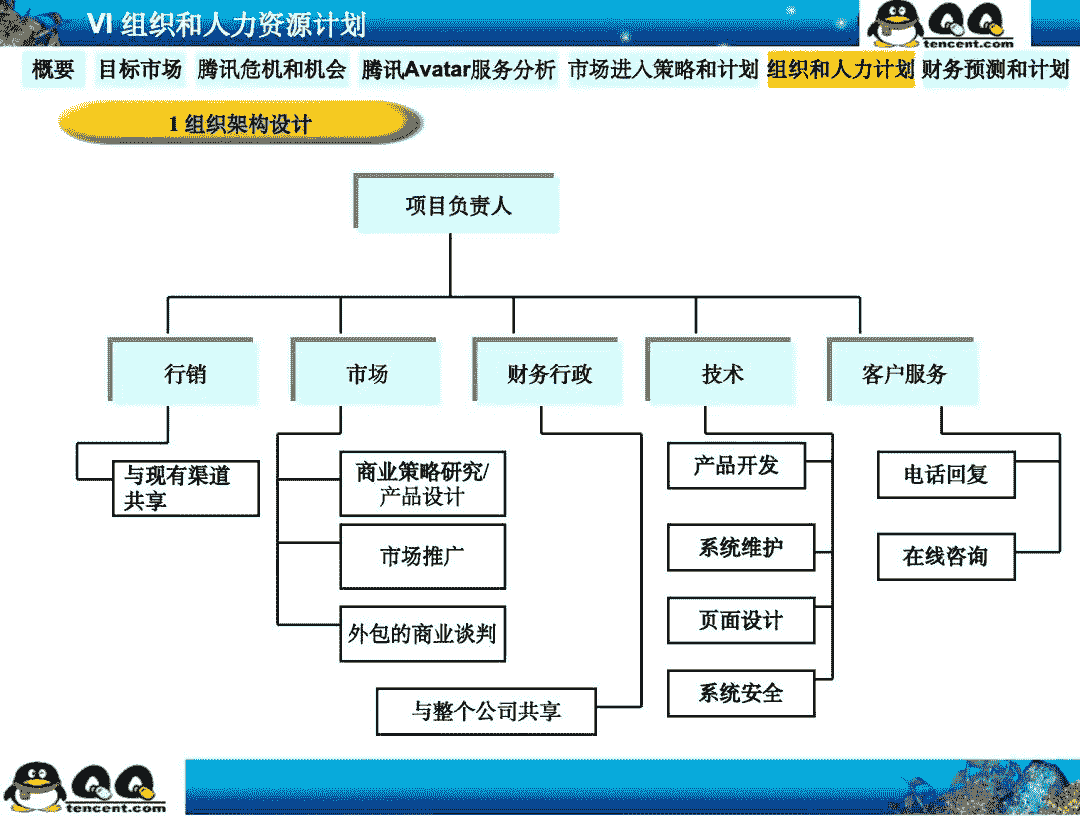 VI 组织和人力资源计划
QQ
tencent.com
概要 目标市场 腾讯危机和机会 腾讯Avatar服务分析 市场进入策略和计划 组织和人力计划 财务预测和计划
1 组织架构设计
项目负责人
行销 市场 财务行政 技术 客户服务
与现有渠道
共享
商业策略研究/
产品设计
市场推广
外包的商业谈判
与整个公司共享
产品开发
系统维护
页面设计
系统安全
电话回复
在线咨询
QQ
tencent.com